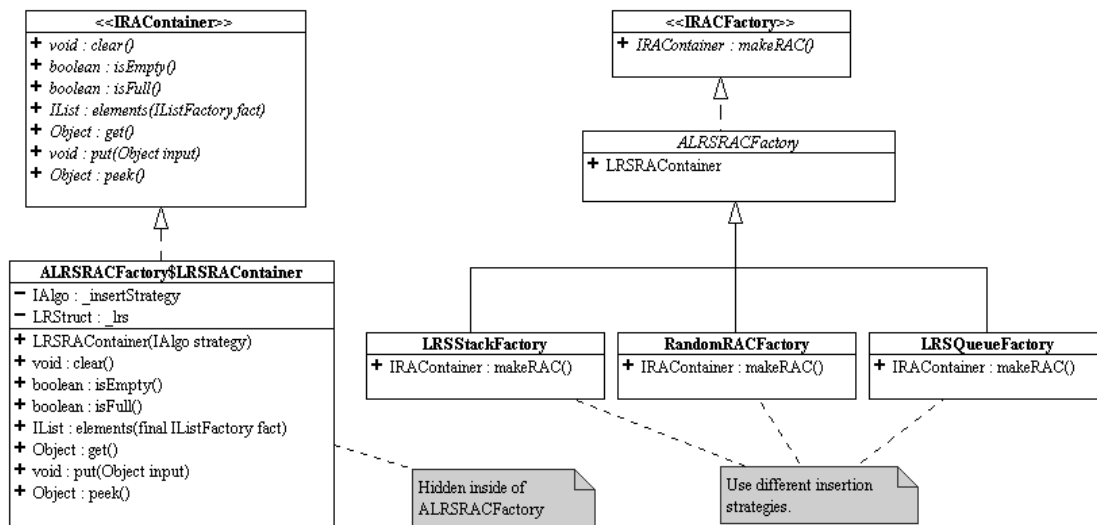 <<IRAContainer>>
+ void : clear()
+ boolean : isEmpty()
+ boolean : isFull()
+ IList : elements(IListFactory fact)
+ Object : get()
+ void : put(Object input)
+ Object : peek()
<<IRACFactory>>
+ IRAContainer : makeRAC()
ALRSRACFactory
+ LRSRAContainer
ALRSRACFactory$LRSRAContainer
- IAlgo : _insertStrategy
- LRStruct : _lrs
+ LRSRAContainer(IAlgo strategy)
+ void : clear()
+ boolean : isEmpty()
+ boolean : isFull()
+ IList : elements(final IListFactory fact)
+ Object : get()
+ void : put(Object input)
+ Object : peek()
LRSStackFactory
+ IRAContainer : makeRAC()
RandomRACFactory
+ IRAContainer : makeRAC()
LRSQueueFactory
+ IRAContainer : makeRAC()
Hidden inside of
ALRSRACFactory
Use different insertion
strategies.